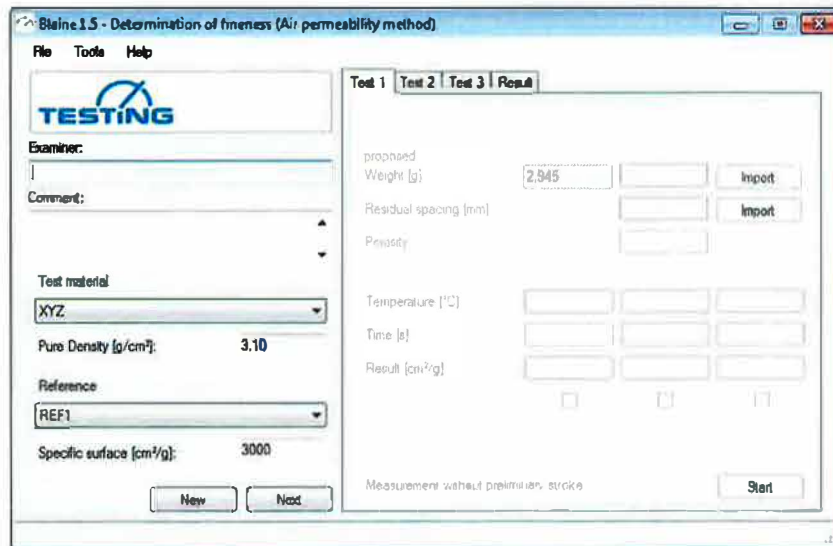 Blaine 1.5 - Determination of fineness (Air permeability method)
File Tools Help
TESTING
Examiner:
Comment:
Test material
XYZ
Pure Density [g/cm³]: 3.10
Reference
REF1
Specific surface [cm²/g]: 3000
New Next
Test 1 Test 2 Test 3 Result
proposed
Weight [g] 2,945 Import
Residual spacing [mm] Import
Porosity
Temperature [°C]
Time [s]
Result [cm²/g]
Measurement without preliminary stroke Start